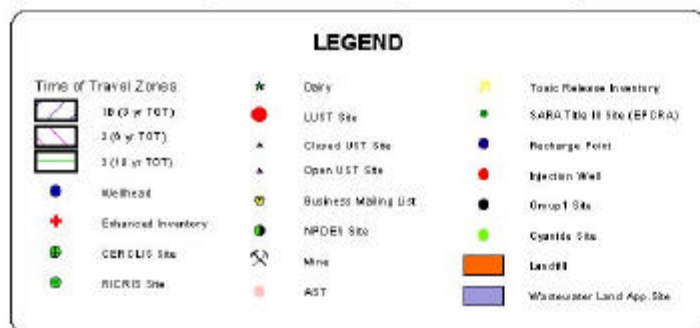 LEGEND
Time of Travel Zones
1B (3 yr TOT)
2 (6 yr TOT)
3 (10 yr TOT)
Wellhead
Enhanced Inventory
CERCLIS Site
RICRIS Site
Dairy
LUST Site
Closed UST Site
Open UST Site
Business Mailing List
NPDES Site
Mine
AST
Toxic Release Inventory
SARA Title III Site (EPCRA)
Recharge Point
Injection Well
Group1 Site
Cyanide Site
Landfill
Wastewater Land App. Site